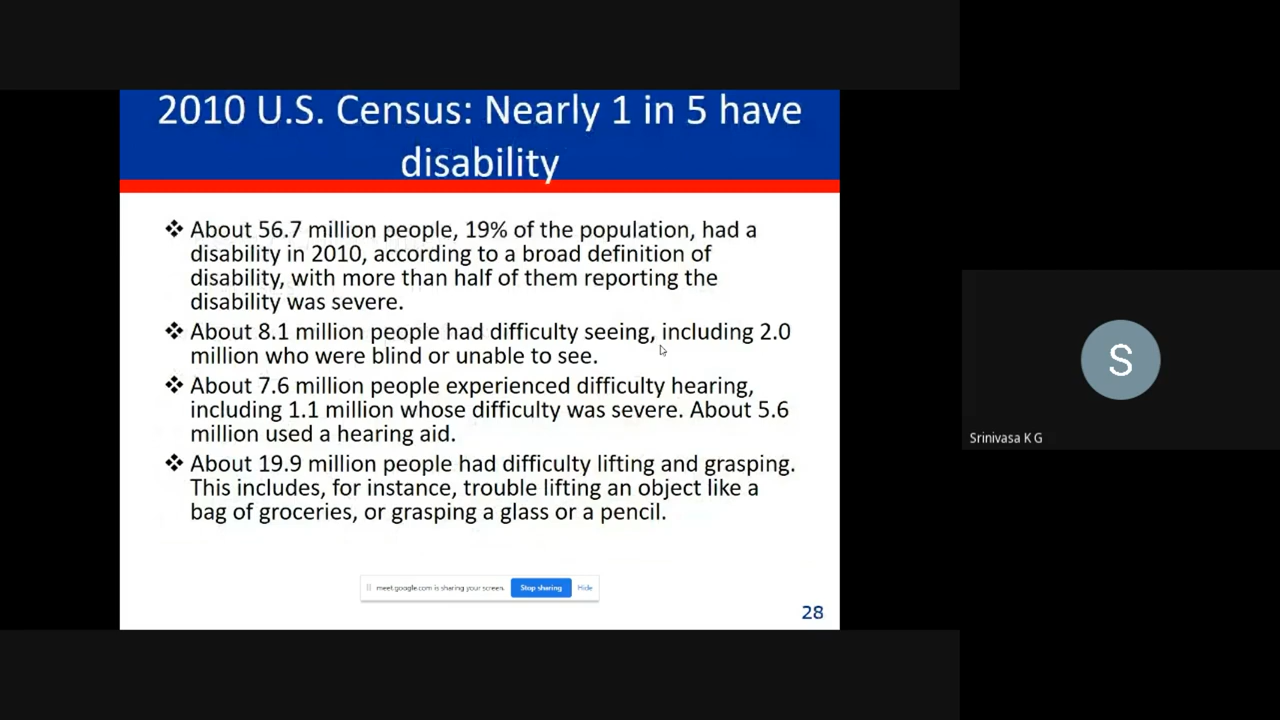 2010 U.S. Census: Nearly 1 in 5 have
disability
❖ About 56.7 million people, 19% of the population, had a
disability in 2010, according to a broad definition of
disability, with more than half of them reporting the
disability was severe.
❖ About 8.1 million people had difficulty seeing, including 2.0
million who were blind or unable to see.
❖ About 7.6 million people experienced difficulty hearing,
including 1.1 million whose difficulty was severe. About 5.6
million used a hearing aid.
❖ About 19.9 million people had difficulty lifting and grasping.
This includes, for instance, trouble lifting an object like a
bag of groceries, or grasping a glass or a pencil.
meet.google.com is sharing your screen. Stop sharing Hide
28
S
Srinivasa K G